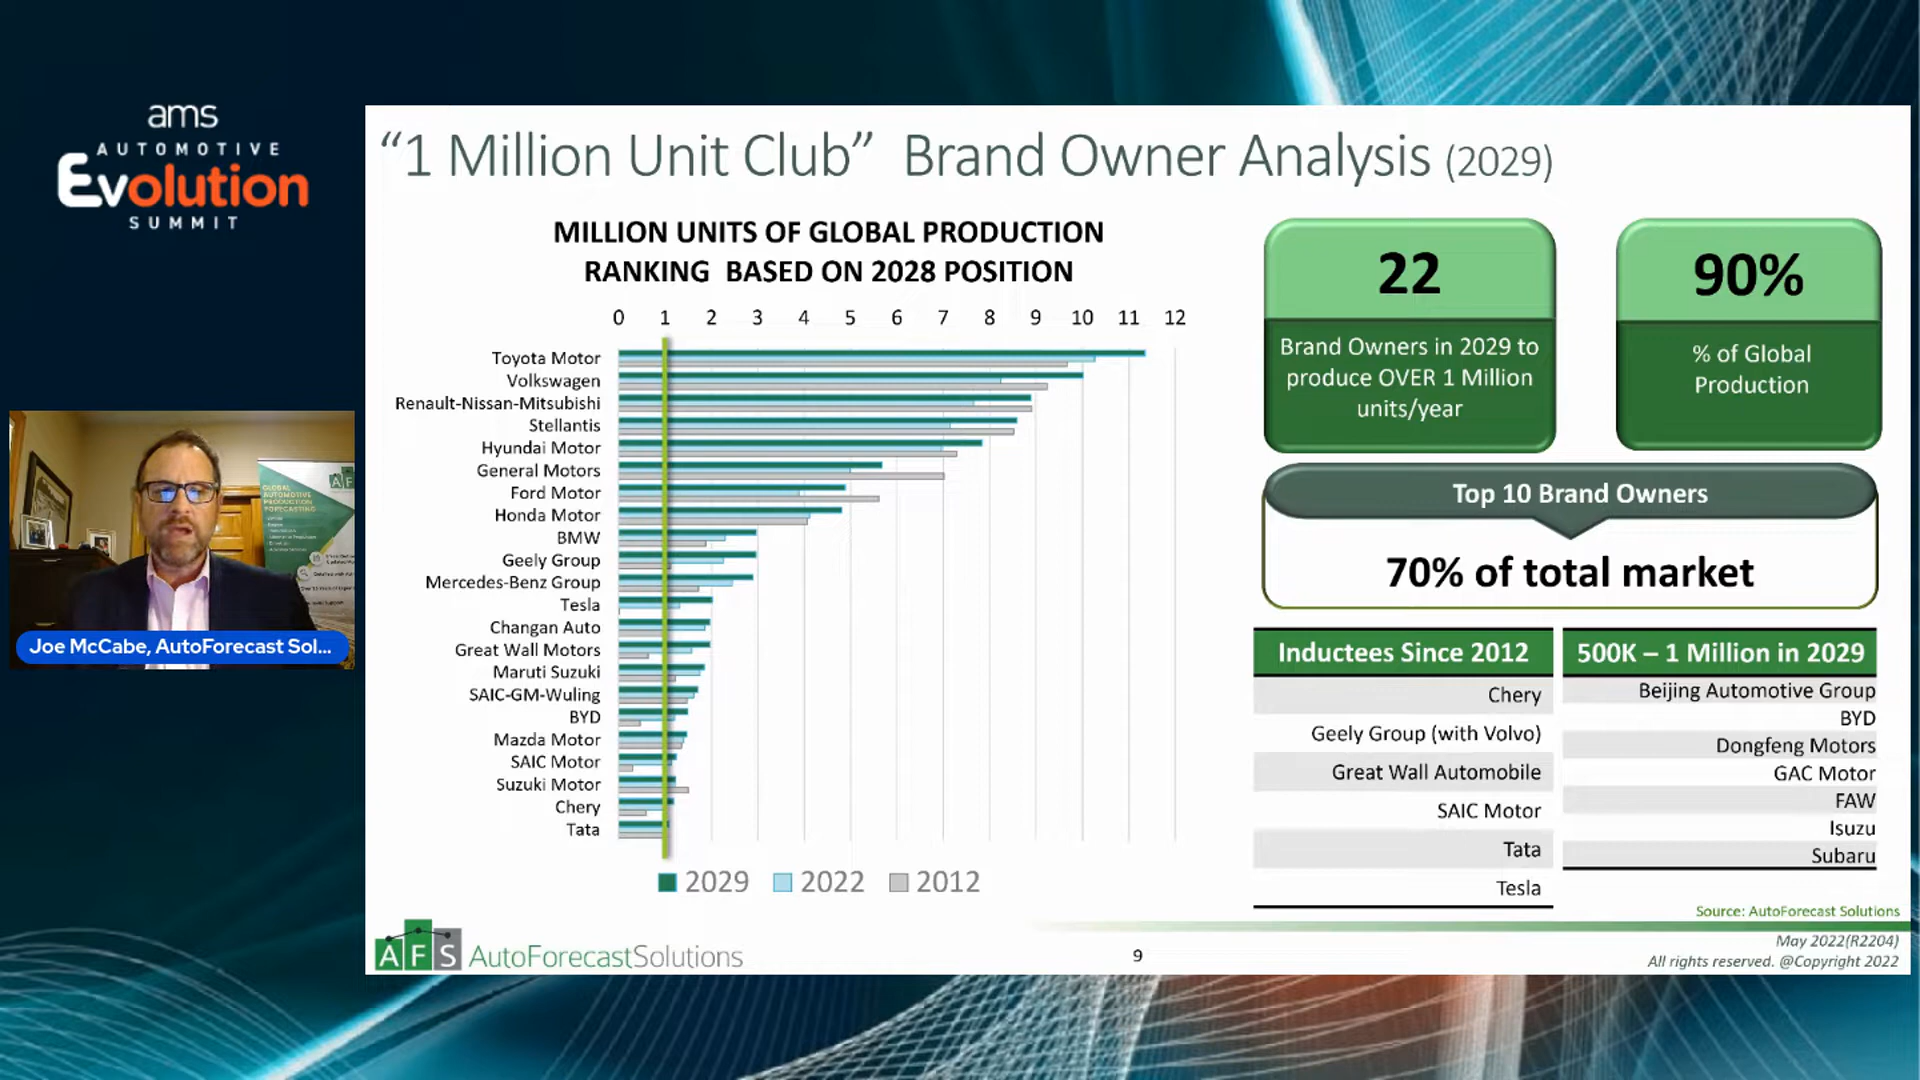 ams
AUTOMOTIVE
Evolution
SUMMIT
"1 Million Unit Club" Brand Owner Analysis (2029)
MILLION UNITS OF GLOBAL PRODUCTION
RANKING BASED ON 2028 POSITION
0 1 2 3 4 5 6 7 8 9 10 11 12
Toyota Motor
Volkswagen
Renault-Nissan-Mitsubishi
Stellantis
Hyundai Motor
General Motors
Ford Motor
Honda Motor
BMW
Geely Group
Mercedes-Benz Group
Tesla
Changan Auto
Great Wall Motors
Maruti Suzuki
SAIC-GM-Wuling
BYD
Mazda Motor
SAIC Motor
Suzuki Motor
Chery
Tata
2029 2022 2012
22
Brand Owners in 2029 to
produce OVER 1 Million
units/year
90%
% of Global
Production
Top 10 Brand Owners
70% of total market
Inductees Since 2012
Chery
Geely Group (with Volvo)
Great Wall Automobile
SAIC Motor
Tata
Tesla
500K – 1 Million in 2029
Beijing Automotive Group
BYD
Dongfeng Motors
GAC Motor
FAW
Isuzu
Subaru
Source: AutoForecast Solutions
AFS AutoForecastSolutions
9
May 2022(R2204)
All rights reserved. @Copyright 2022
AF
GLOBAL
AUTOMOTIVE
PRODUCTION
FORECASTING
Joe McCabe, AutoForecast Sol...